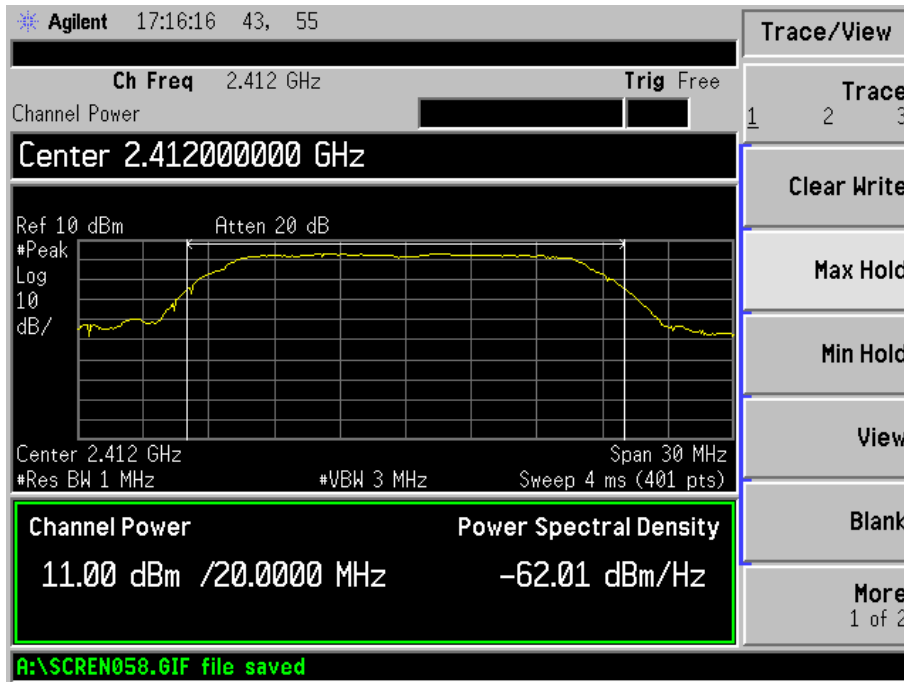 Agilent 17:16:16 43, 55
Ch Freq 2.412 GHz Trig Free
Channel Power
Center 2.412000000 GHz
Ref 10 dBm Atten 20 dB
#Peak
Log
10
dB/
Center 2.412 GHz Span 30 MHz
#Res BW 1 MHz #VBW 3 MHz Sweep 4 ms (401 pts)
Channel Power Power Spectral Density
11.00 dBm /20.0000 MHz -62.01 dBm/Hz
A:\SCREN058.GIF file saved
Trace/View
Trace
1 2 3
Clear Write
Max Hold
Min Hold
View
Blank
More
1 of 2